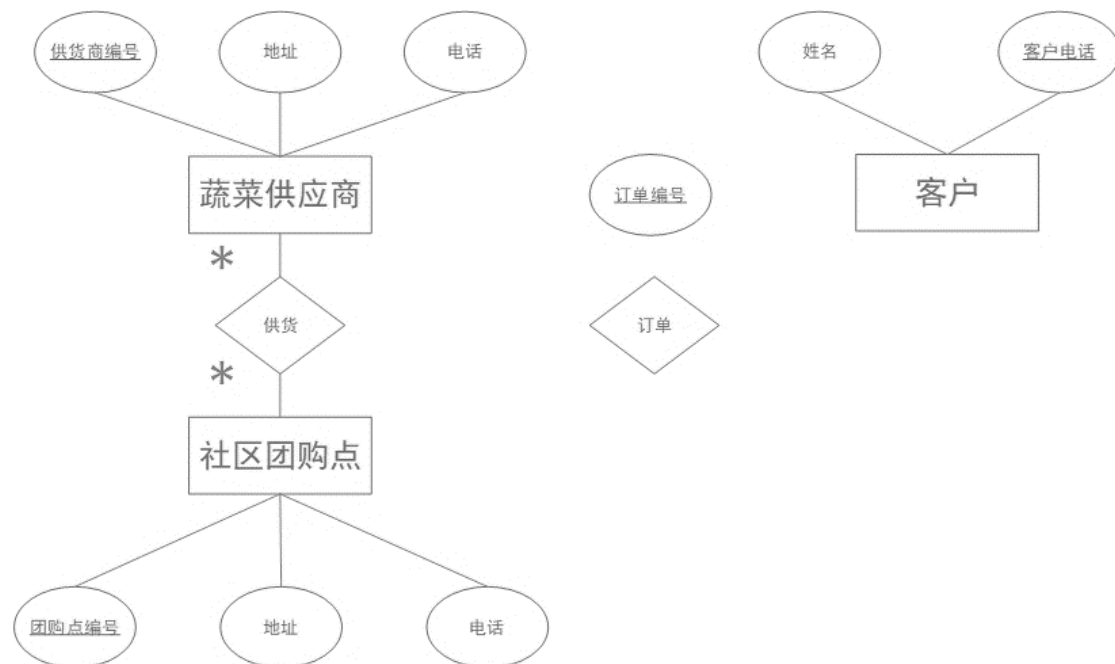 供货商编号
地址
电话
姓名
客户电话
蔬菜供应商
订单编号
客户
*
供货
订单
*
社区团购点
团购点编号
地址
电话